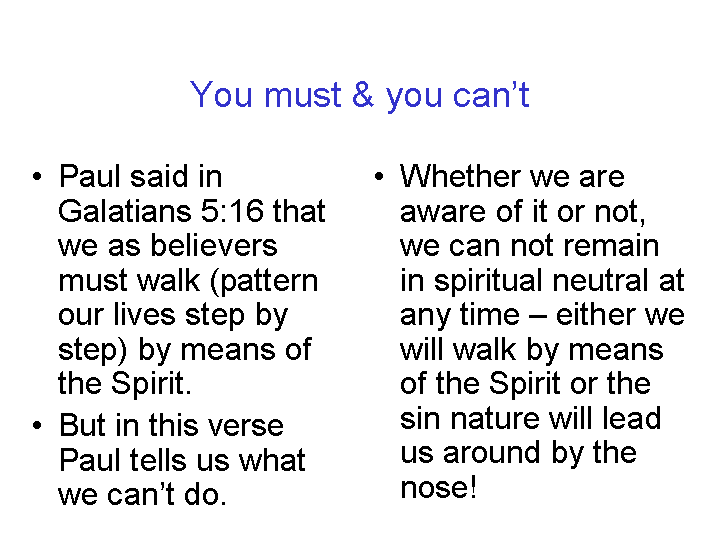 You must & you can’t
• Paul said in
Galatians 5:16 that
we as believers
must walk (pattern
our lives step by
step) by means of
the Spirit.
• But in this verse
Paul tells us what
we can’t do.
• Whether we are
aware of it or not,
we can not remain
in spiritual neutral at
any time – either we
will walk by means
of the Spirit or the
sin nature will lead
us around by the
nose!